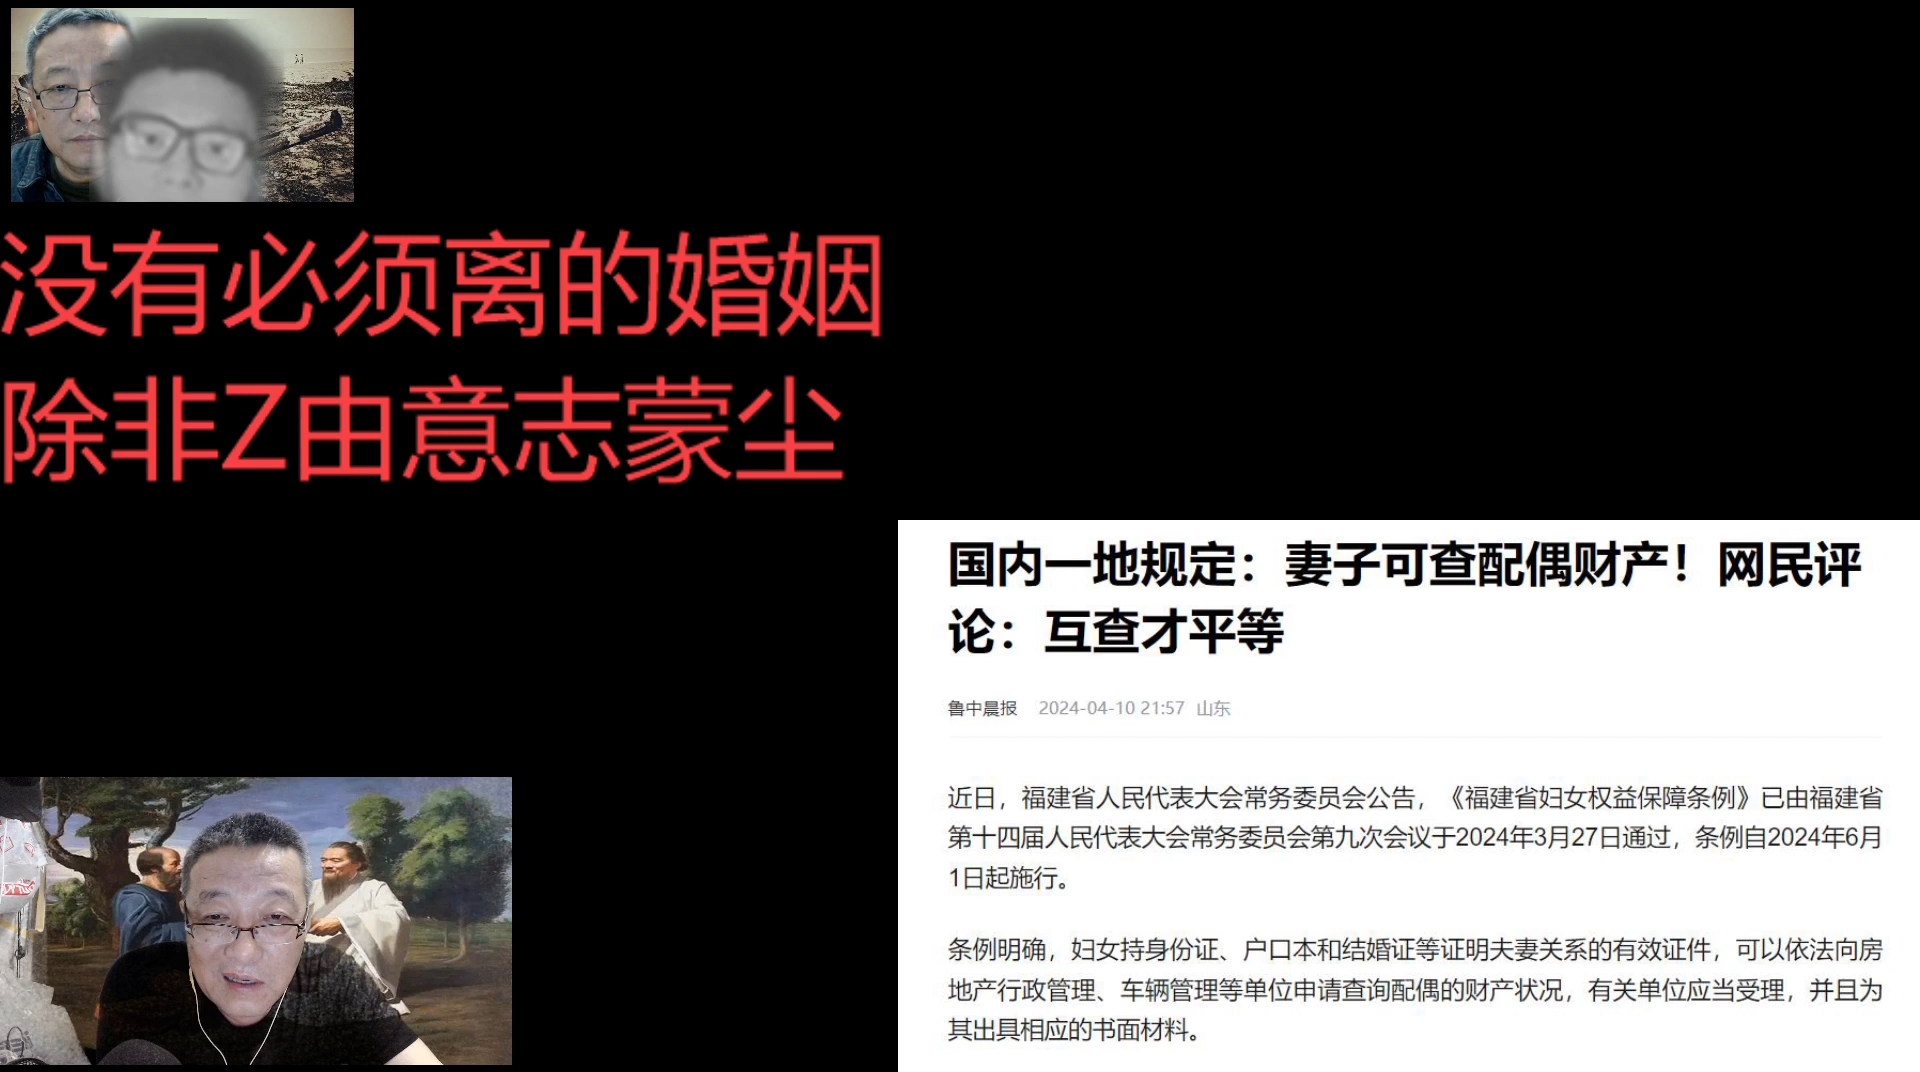 没有必须离的婚姻
除非Z由意志蒙尘
国内一地规定：妻子可查配偶财产！网民评
论：互查才平等
鲁中晨报 2024-04-10 21:57 山东
近日，福建省人民代表大会常务委员会公告，《福建省妇女权益保障条例》已由福建省
第十四届人民代表大会常务委员会第九次会议于2024年3月27日通过，条例自2024年6月
1日起施行。
条例明确，妇女持身份证、户口本和结婚证等证明夫妻关系的有效证件，可以依法向房
地产行政管理、车辆管理等单位申请查询配偶的财产状况，有关单位应当受理，并且为
其出具相应的书面材料。